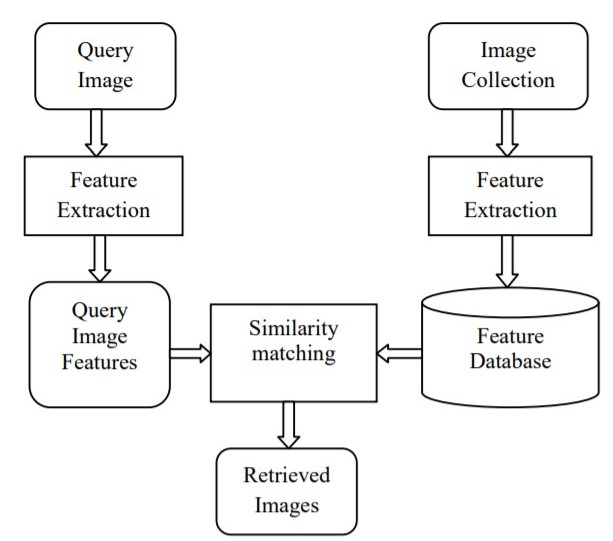 Query
Image
Image
Collection
Feature
Extraction
Feature
Extraction
Query
Image
Features
Similarity
matching
Feature
Database
Retrieved
Images